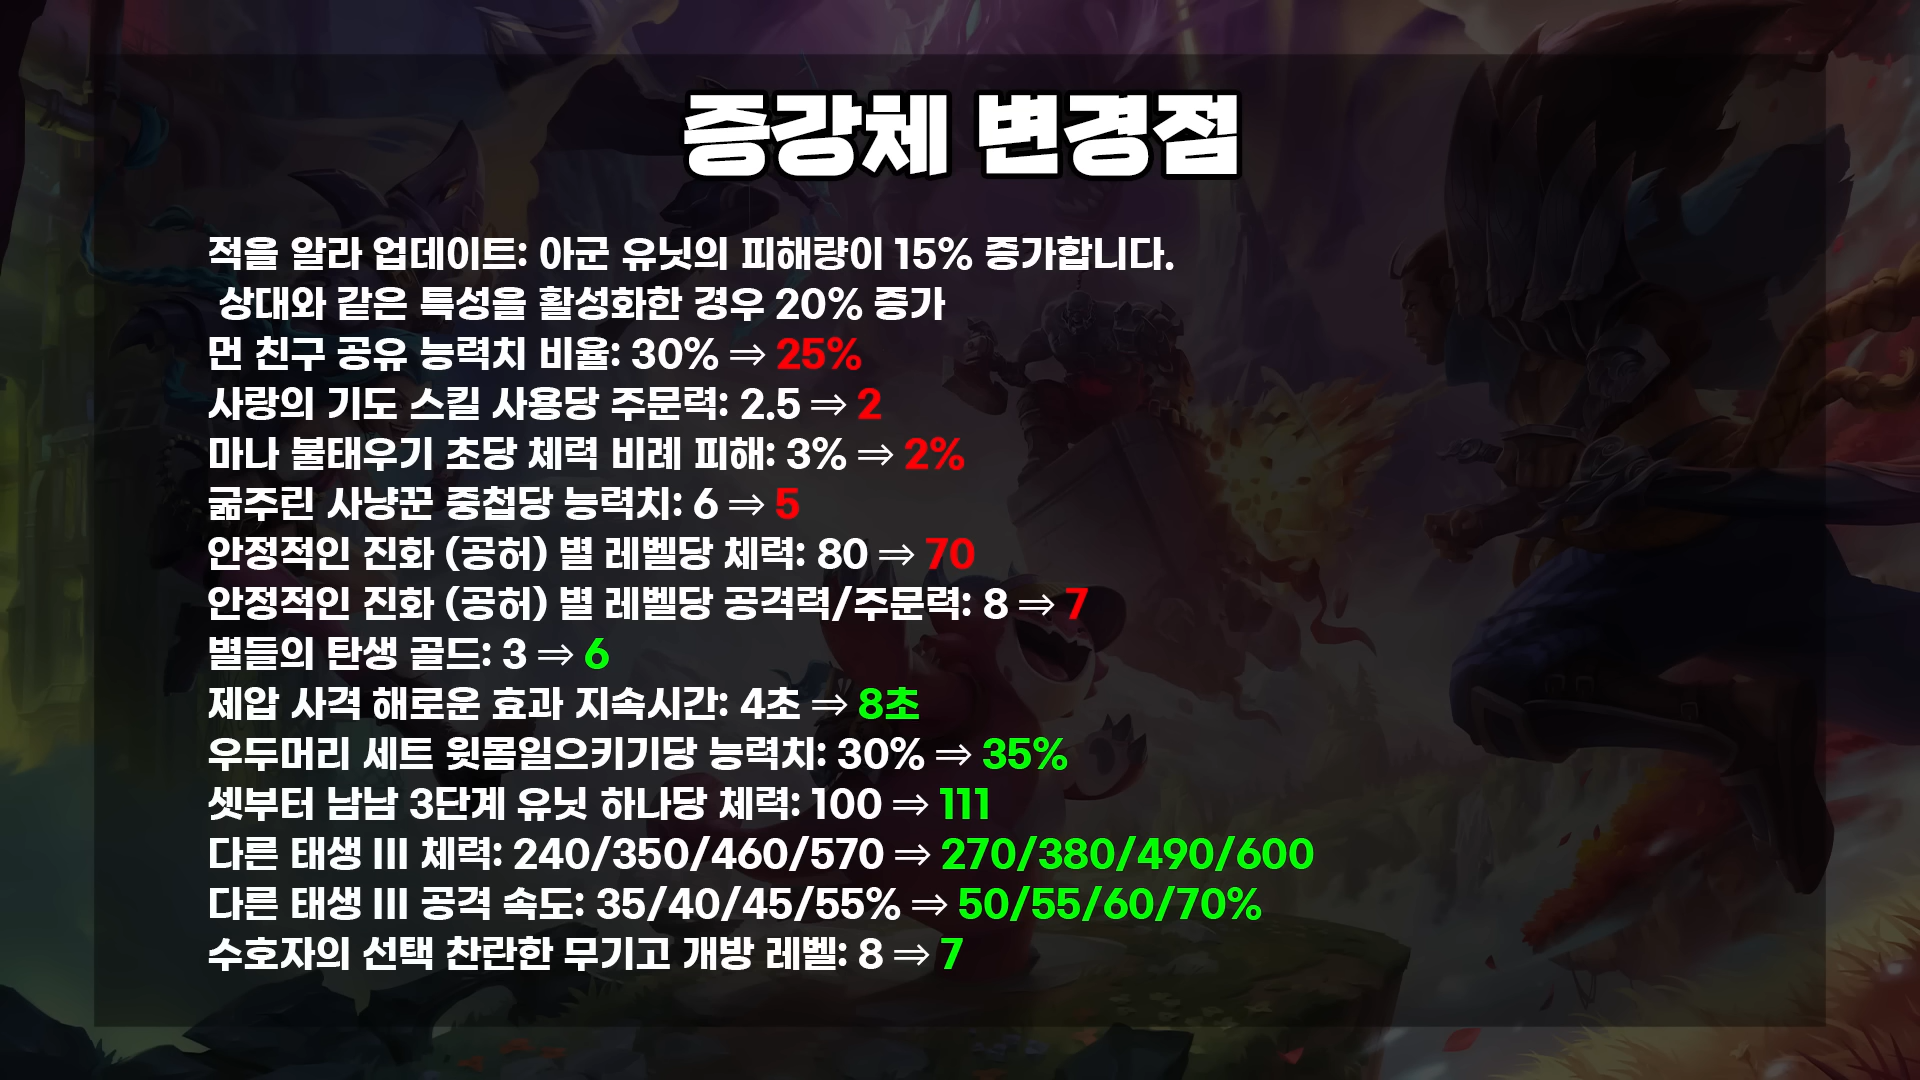 증강체 변경점
적을 알라 업데이트: 아군 유닛의 피해량이 15% 증가합니다.
상대와 같은 특성을 활성화한 경우 20% 증가
먼 친구 공유 능력치 비율: 30% ⇒ 25%
사랑의 기도 스킬 사용당 주문력: 2.5 ⇒ 2
마나 불태우기 초당 체력 비례 피해: 3% ⇒ 2%
굶주린 사냥꾼 중첩당 능력치: 6 ⇒ 5
안정적인 진화 (공허) 별 레벨당 체력: 80 ⇒ 70
안정적인 진화 (공허) 별 레벨당 공격력/주문력: 8 ⇒ 7
별들의 탄생 골드: 3 ⇒ 6
제압 사격 해로운 효과 지속시간: 4초 ⇒ 8초
우두머리 세트 윗몸일으키기당 능력치: 30% ⇒ 35%
셋부터 남남 3단계 유닛 하나당 체력: 100 ⇒ 111
다른 태생 III 체력: 240/350/460/570 ⇒ 270/380/490/600
다른 태생 III 공격 속도: 35/40/45/55% ⇒ 50/55/60/70%
수호자의 선택 찬란한 무기고 개방 레벨: 8 ⇒ 7